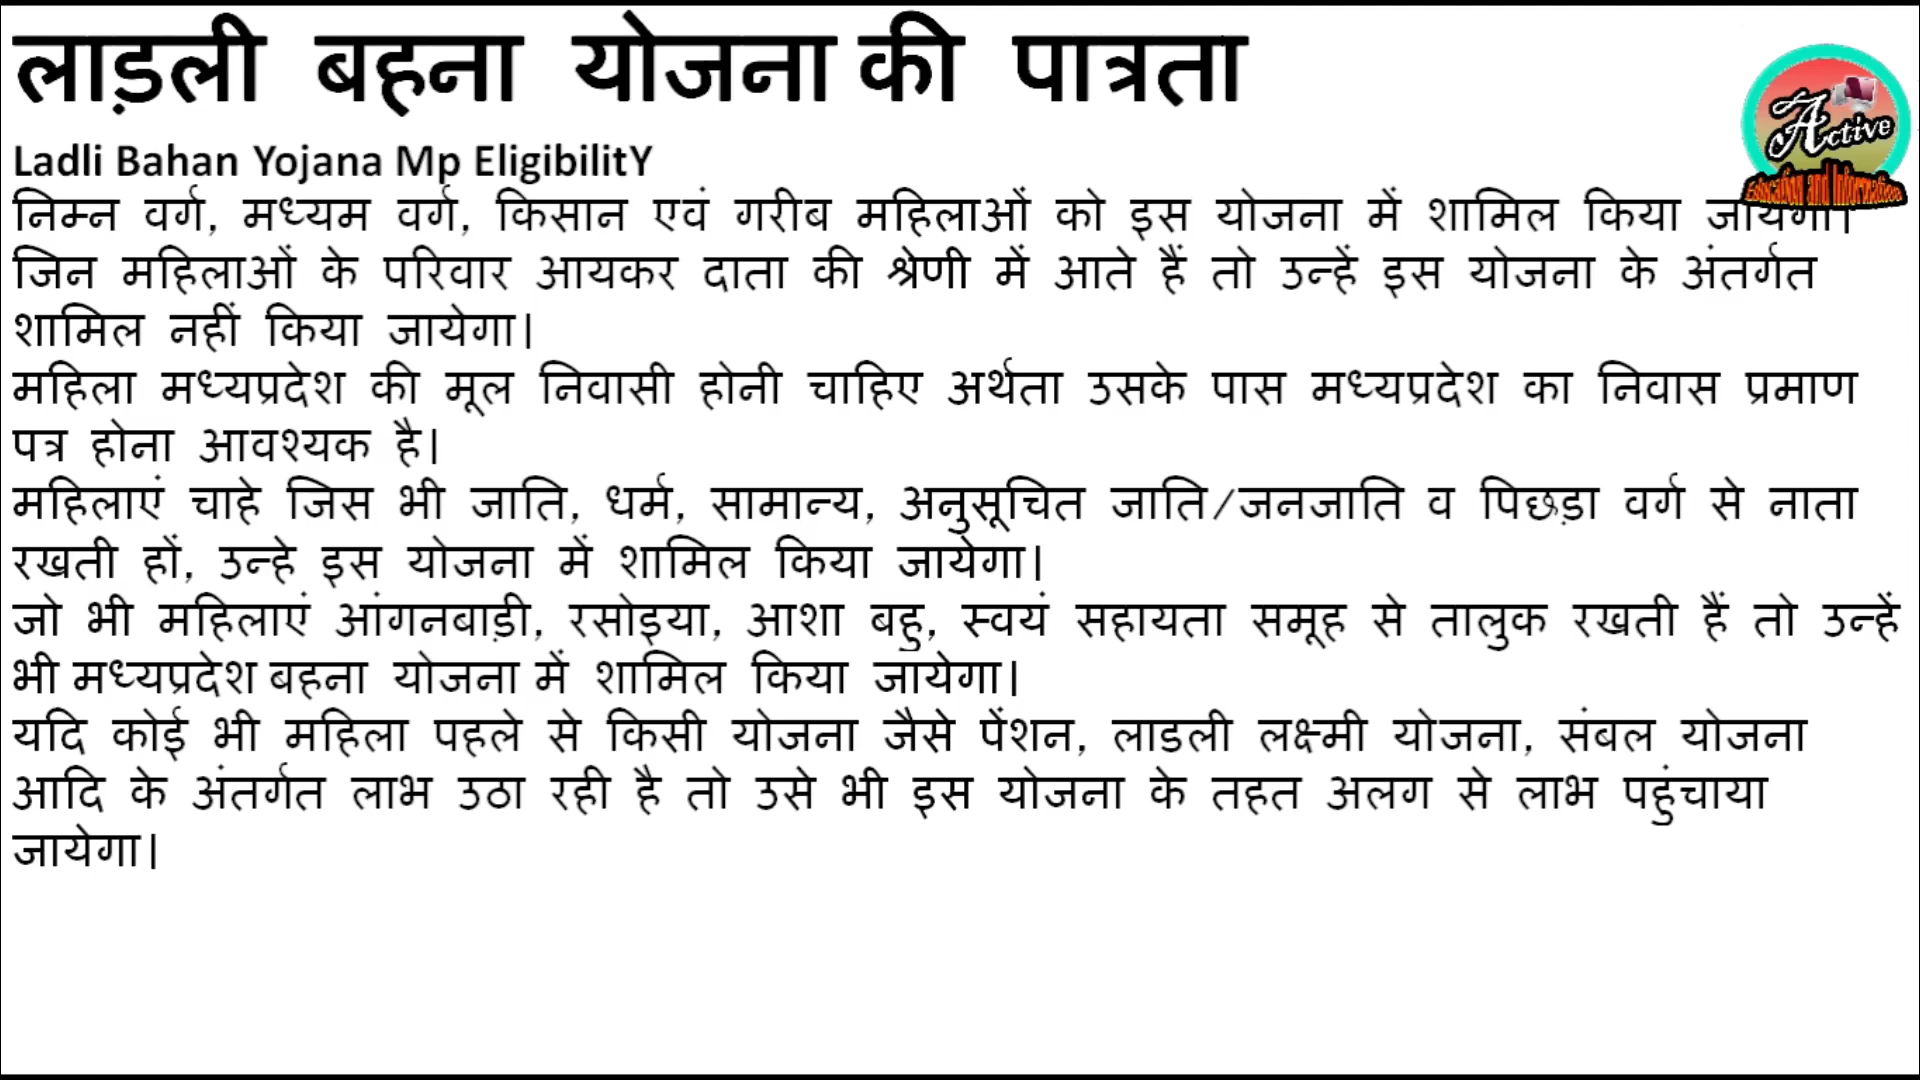 लाड़ली बहना योजना की पात्रता
Ladli Bahan Yojana Mp EligibilitY
निम्न वर्ग, मध्यम वर्ग, किसान एवं गरीब महिलाओं को इस योजना में शामिल किया जायेगा।
जिन महिलाओं के परिवार आयकर दाता की श्रेणी में आते हैं तो उन्हें इस योजना के अंतर्गत
शामिल नहीं किया जायेगा।
महिला मध्यप्रदेश की मूल निवासी होनी चाहिए अर्थता उसके पास मध्यप्रदेश का निवास प्रमाण
पत्र होना आवश्यक है।
महिलाएं चाहे जिस भी जाति, धर्म, सामान्य, अनुसूचित जाति/जनजाति व पिछड़ा वर्ग से नाता
रखती हों, उन्हे इस योजना में शामिल किया जायेगा।
जो भी महिलाएं आंगनबाड़ी, रसोइया, आशा बहु, स्वयं सहायता समूह से तालुक रखती हैं तो उन्हें
भी मध्यप्रदेश बहना योजना में शामिल किया जायेगा।
यदि कोई भी महिला पहले से किसी योजना जैसे पेंशन, लाडली लक्ष्मी योजना, संबल योजना
आदि के अंतर्गत लाभ उठा रही है तो उसे भी इस योजना के तहत अलग से लाभ पहुंचाया
जायेगा।
Active
Education and Informations